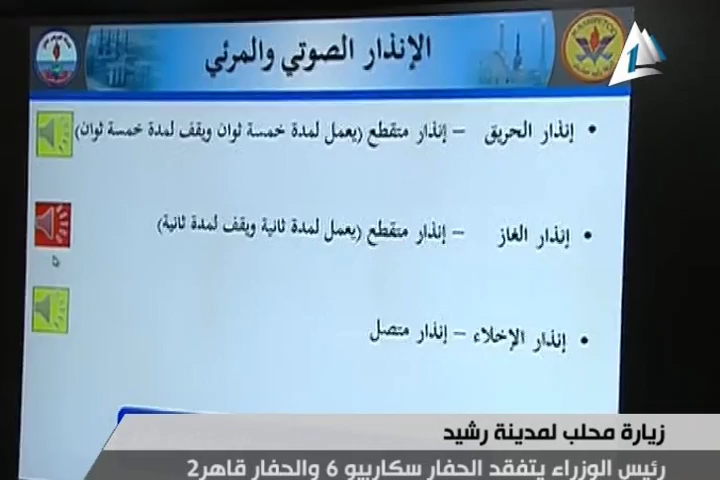 الإنذار الصوتي والمرئي
• إنذار الحريق – إنذار متقطع (يعمل لمدة خمسة ثوان ويقف لمدة خمسة ثوان)
• إنذار الغاز – إنذار متقطع (يعمل لمدة ثانية ويقف لمدة ثانية)
• إنذار الإخلاء – إنذار متصل
زيارة محلب لمدينة رشيد
رئيس الوزراء يتفقد الحفار سكاربيو 6 والحفار قاهر2